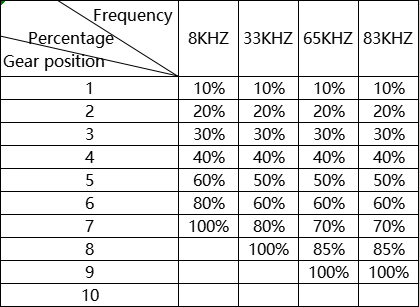 Frequency
Percentage
Gear position
8KHZ 33KHZ 65KHZ 83KHZ
1 10% 10% 10% 10%
2 20% 20% 20% 20%
3 30% 30% 30% 30%
4 40% 40% 40% 40%
5 60% 50% 50% 50%
6 80% 60% 60% 60%
7 100% 80% 70% 70%
8 100% 85% 85%
9 100% 100%
10